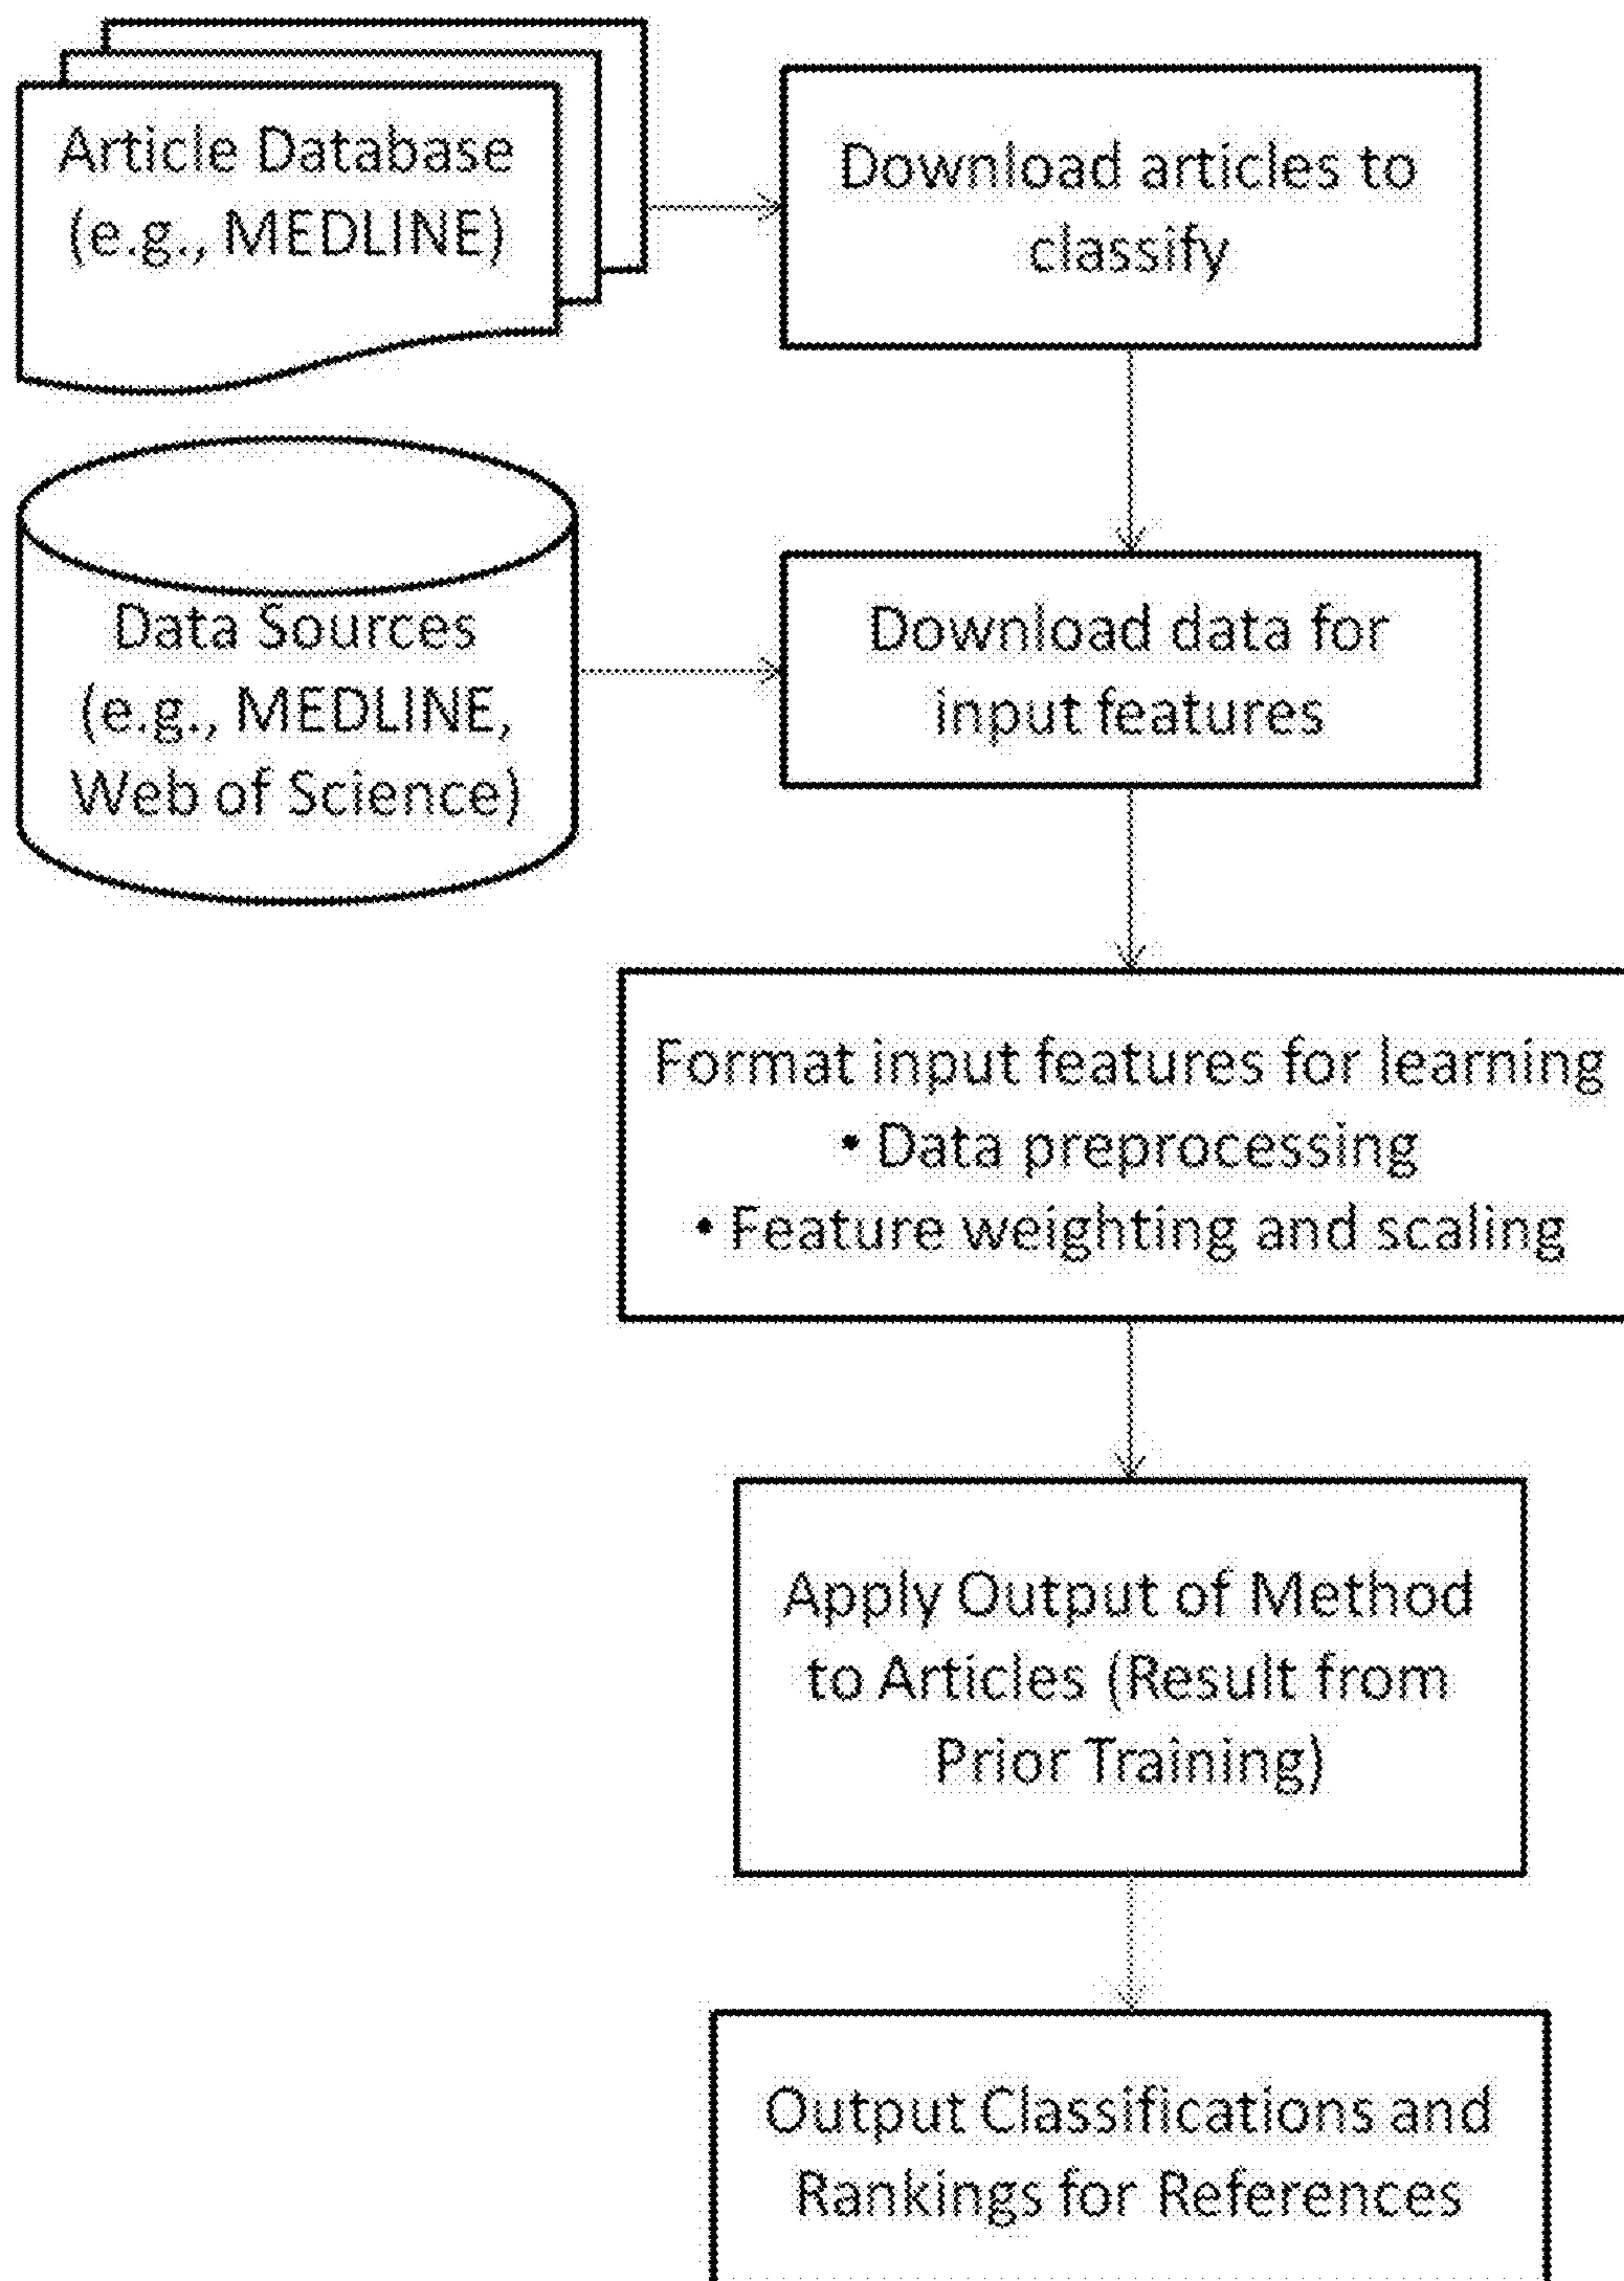 Article Database
(e.g., MEDLINE)
Download articles to
classify
Data Sources
(e.g., MEDLINE,
Web of Science)
Download data for
input features
Format input features for learning
• Data preprocessing
• Feature weighting and scaling
Apply Output of Method
to Articles (Result from
Prior Training)
Output Classifications and
Rankings for References